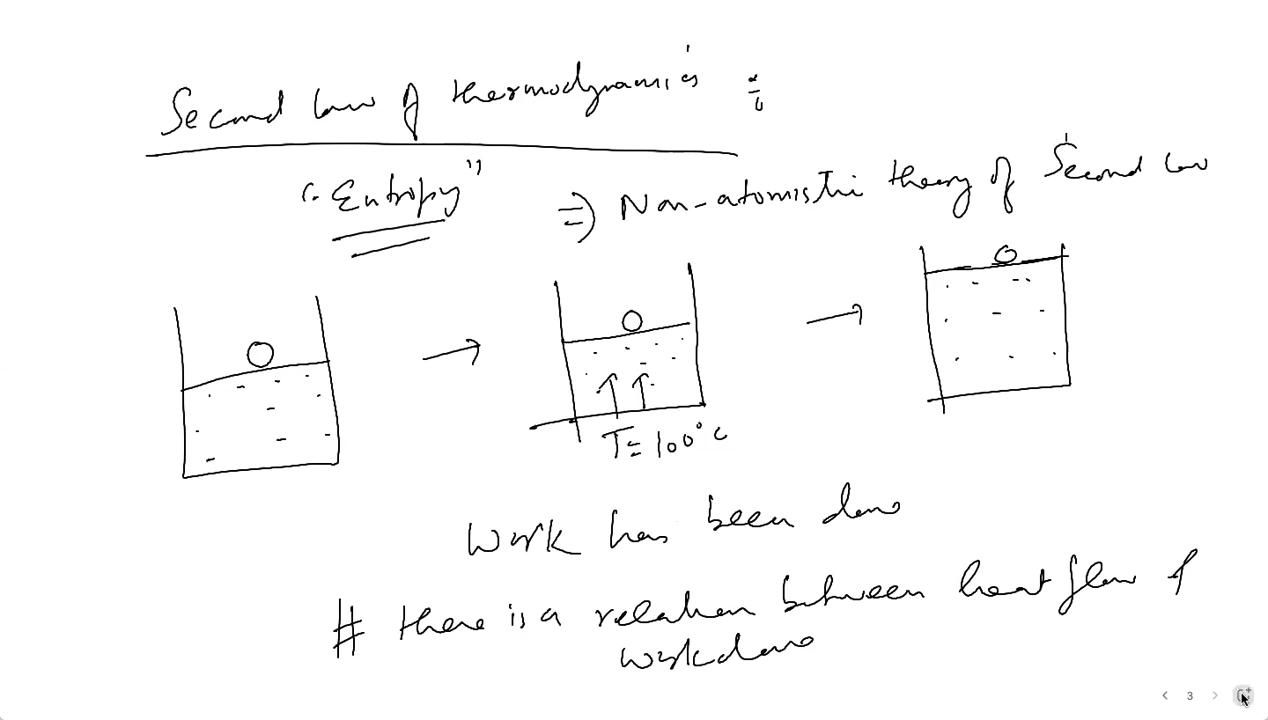 Second law of thermodynamics :
"Entropy" ⇒ Non-atomistic theory of Second law
T = 100°C
Work has been done
# there is a relation between heat flow &
workdone
3